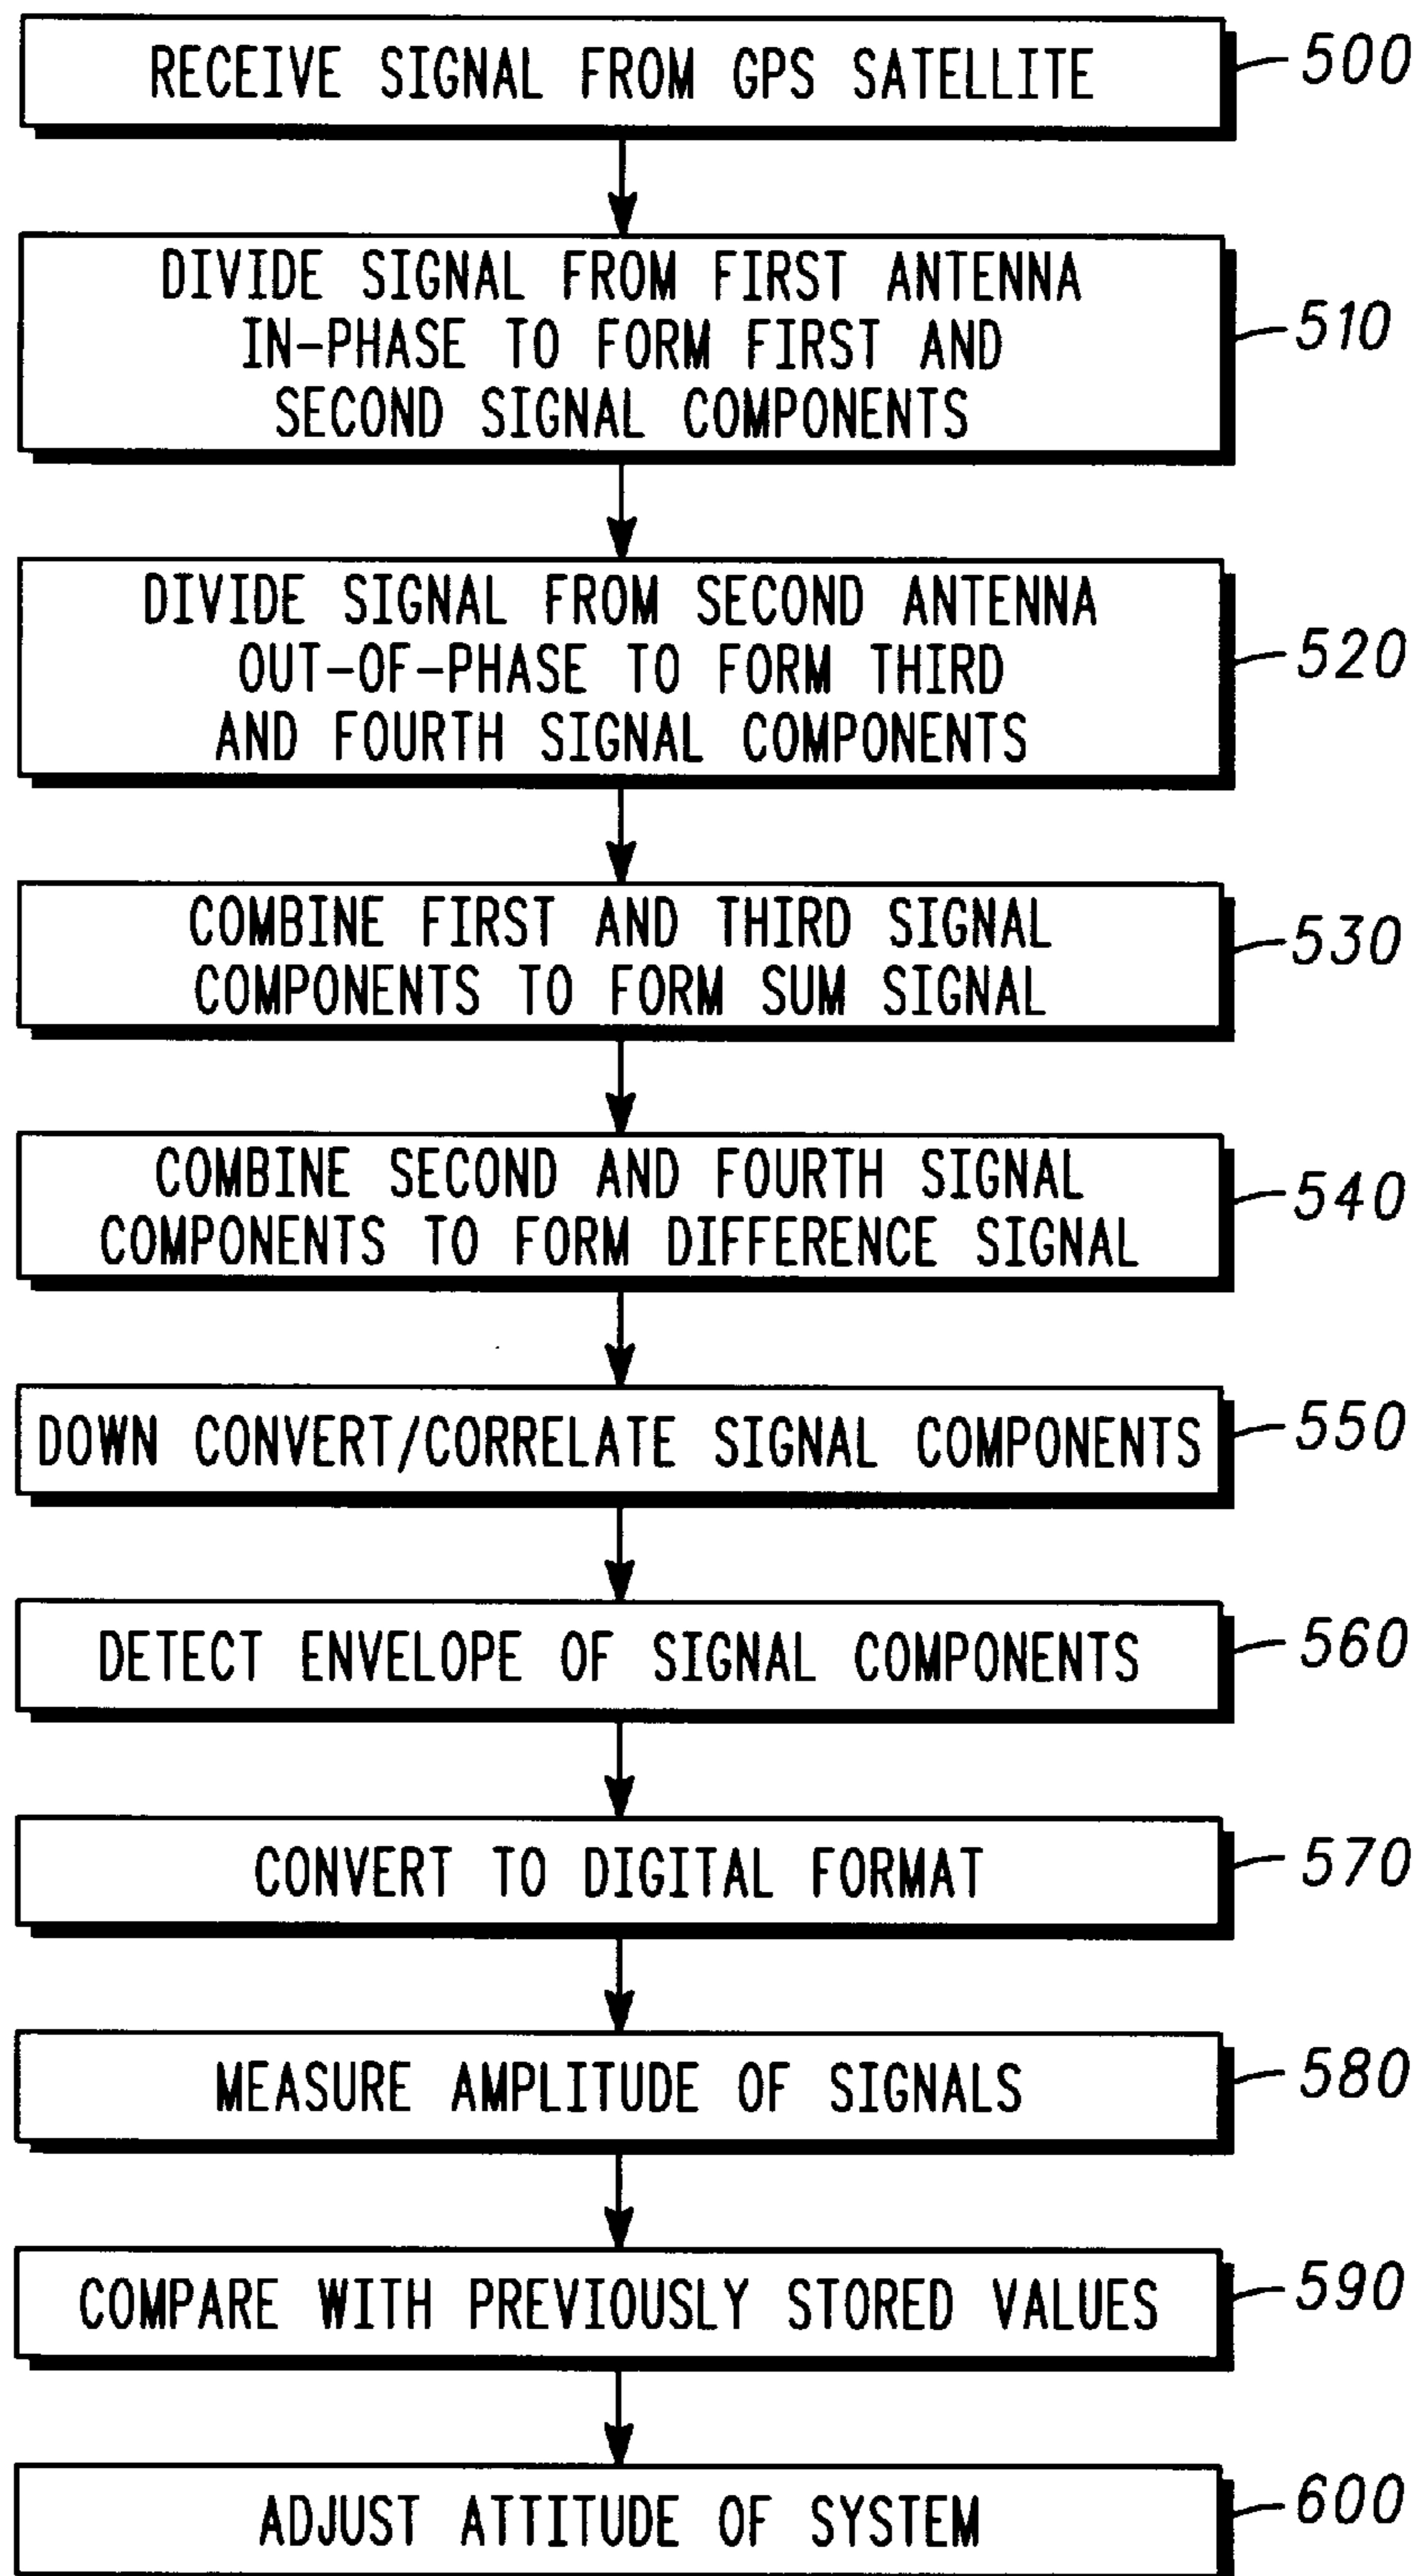 RECEIVE SIGNAL FROM GPS SATELLITE
500
DIVIDE SIGNAL FROM FIRST ANTENNA
IN-PHASE TO FORM FIRST AND
SECOND SIGNAL COMPONENTS
510
DIVIDE SIGNAL FROM SECOND ANTENNA
OUT-OF-PHASE TO FORM THIRD
AND FOURTH SIGNAL COMPONENTS
520
COMBINE FIRST AND THIRD SIGNAL
COMPONENTS TO FORM SUM SIGNAL
530
COMBINE SECOND AND FOURTH SIGNAL
COMPONENTS TO FORM DIFFERENCE SIGNAL
540
DOWN CONVERT/CORRELATE SIGNAL COMPONENTS
550
DETECT ENVELOPE OF SIGNAL COMPONENTS
560
CONVERT TO DIGITAL FORMAT
570
MEASURE AMPLITUDE OF SIGNALS
580
COMPARE WITH PREVIOUSLY STORED VALUES
590
ADJUST ATTITUDE OF SYSTEM
600